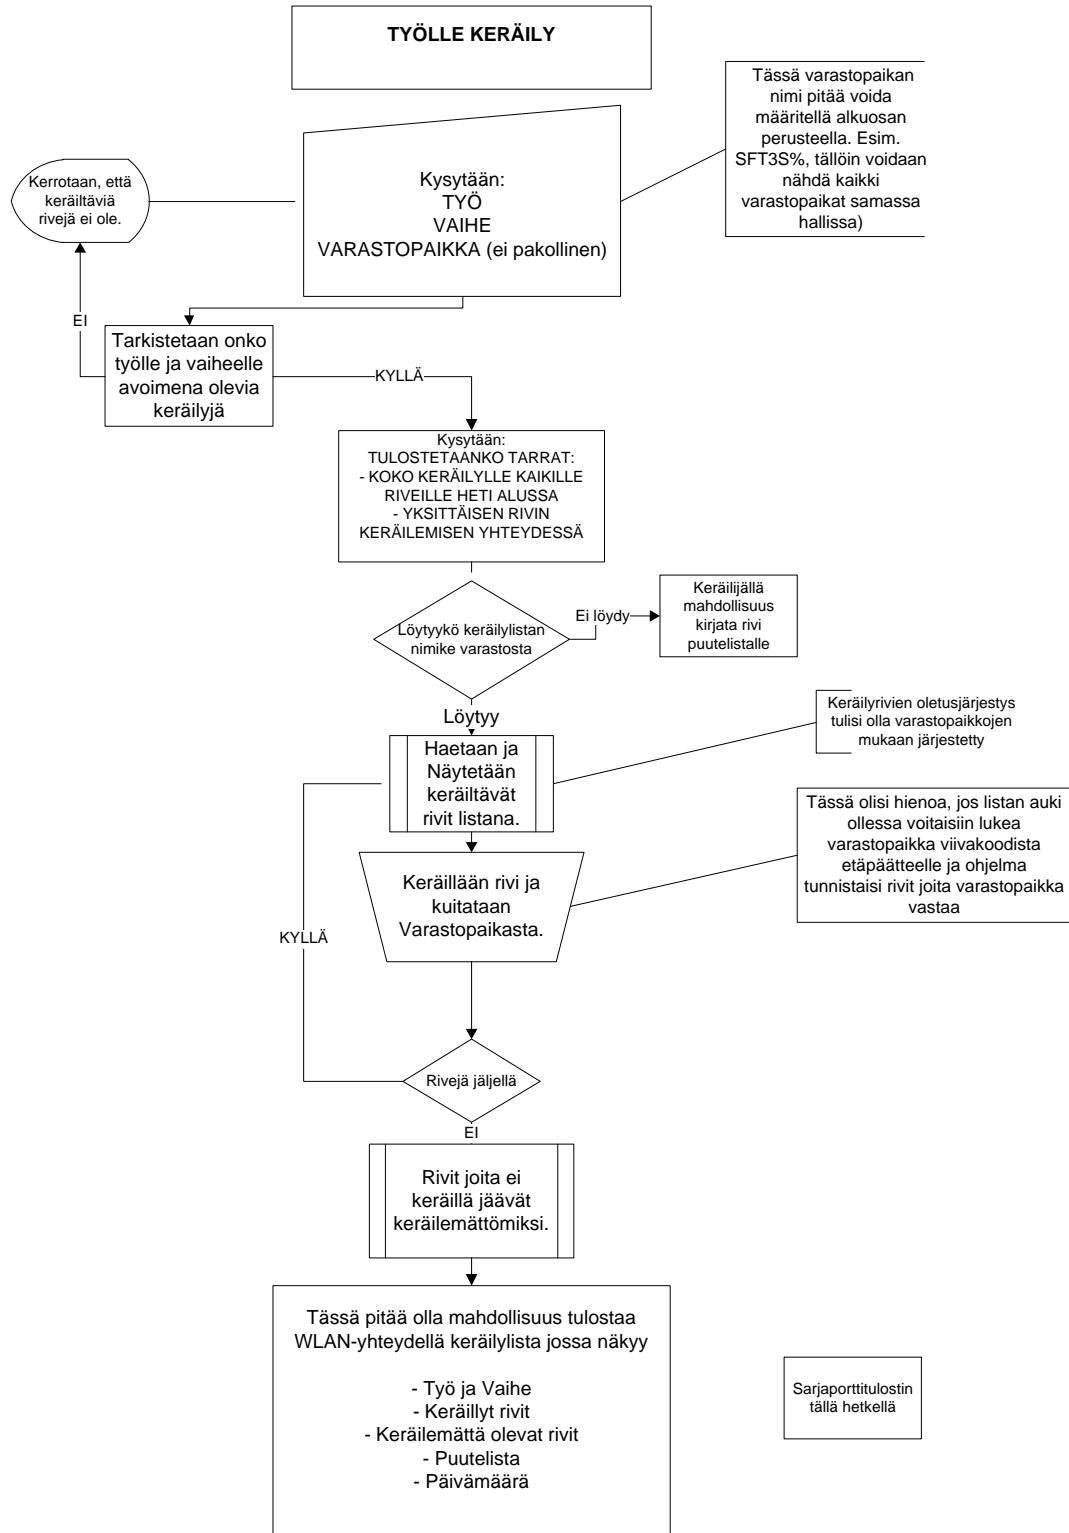 TYÖLLE KERÄILY
Tässä varastopaikan
nimi pitää voida
määritellä alkuosan
perusteella. Esim.
SFT3S%, tällöin voidaan
nähdä kaikki
varastopaikat samassa
hallissa)
Kerrotaan, että
keräiltäviä
rivejä ei ole.
Kysytään:
TYÖ
VAIHE
VARASTOPAIKKA (ei pakollinen)
EI
Tarkistetaan onko
työlle ja vaiheelle
avoimena olevia
keräilyjä
KYLLÄ
Kysytään:
TULOSTETAANKO TARRAT:
- KOKO KERÄILYLLE KAIKILLE
RIVEILLE HETI ALUSSA
- YKSITTÄISEN RIVIN
KERÄILEMISEN YHTEYDESSÄ
Löytyykö keräilylistan
nimike varastosta
Ei löydy
Keräilijällä
mahdollisuus
kirjata rivi
puutelistalle
Löytyy
Haetaan ja
Näytetään
keräiltävät
rivit listana.
Keräilyrivien oletusjärjestys
tulisi olla varastopaikkojen
mukaan järjestetty
Tässä olisi hienoa, jos listan auki
ollessa voitaisiin lukea
varastopaikka viivakoodista
etäpäätteelle ja ohjelma
tunnistaisi rivit joita varastopaikka
vastaa
Keräillään rivi ja
kuitataan
Varastopaikasta.
KYLLÄ
Rivejä jäljellä
EI
Rivit joita ei
keräillä jäävät
keräilemättömiksi.
Tässä pitää olla mahdollisuus tulostaa
WLAN-yhteydellä keräilylista jossa näkyy
- Työ ja Vaihe
- Keräillyt rivit
- Keräilemättä olevat rivit
- Puutelista
- Päivämäärä
Sarjaporttitulostin
tällä hetkellä